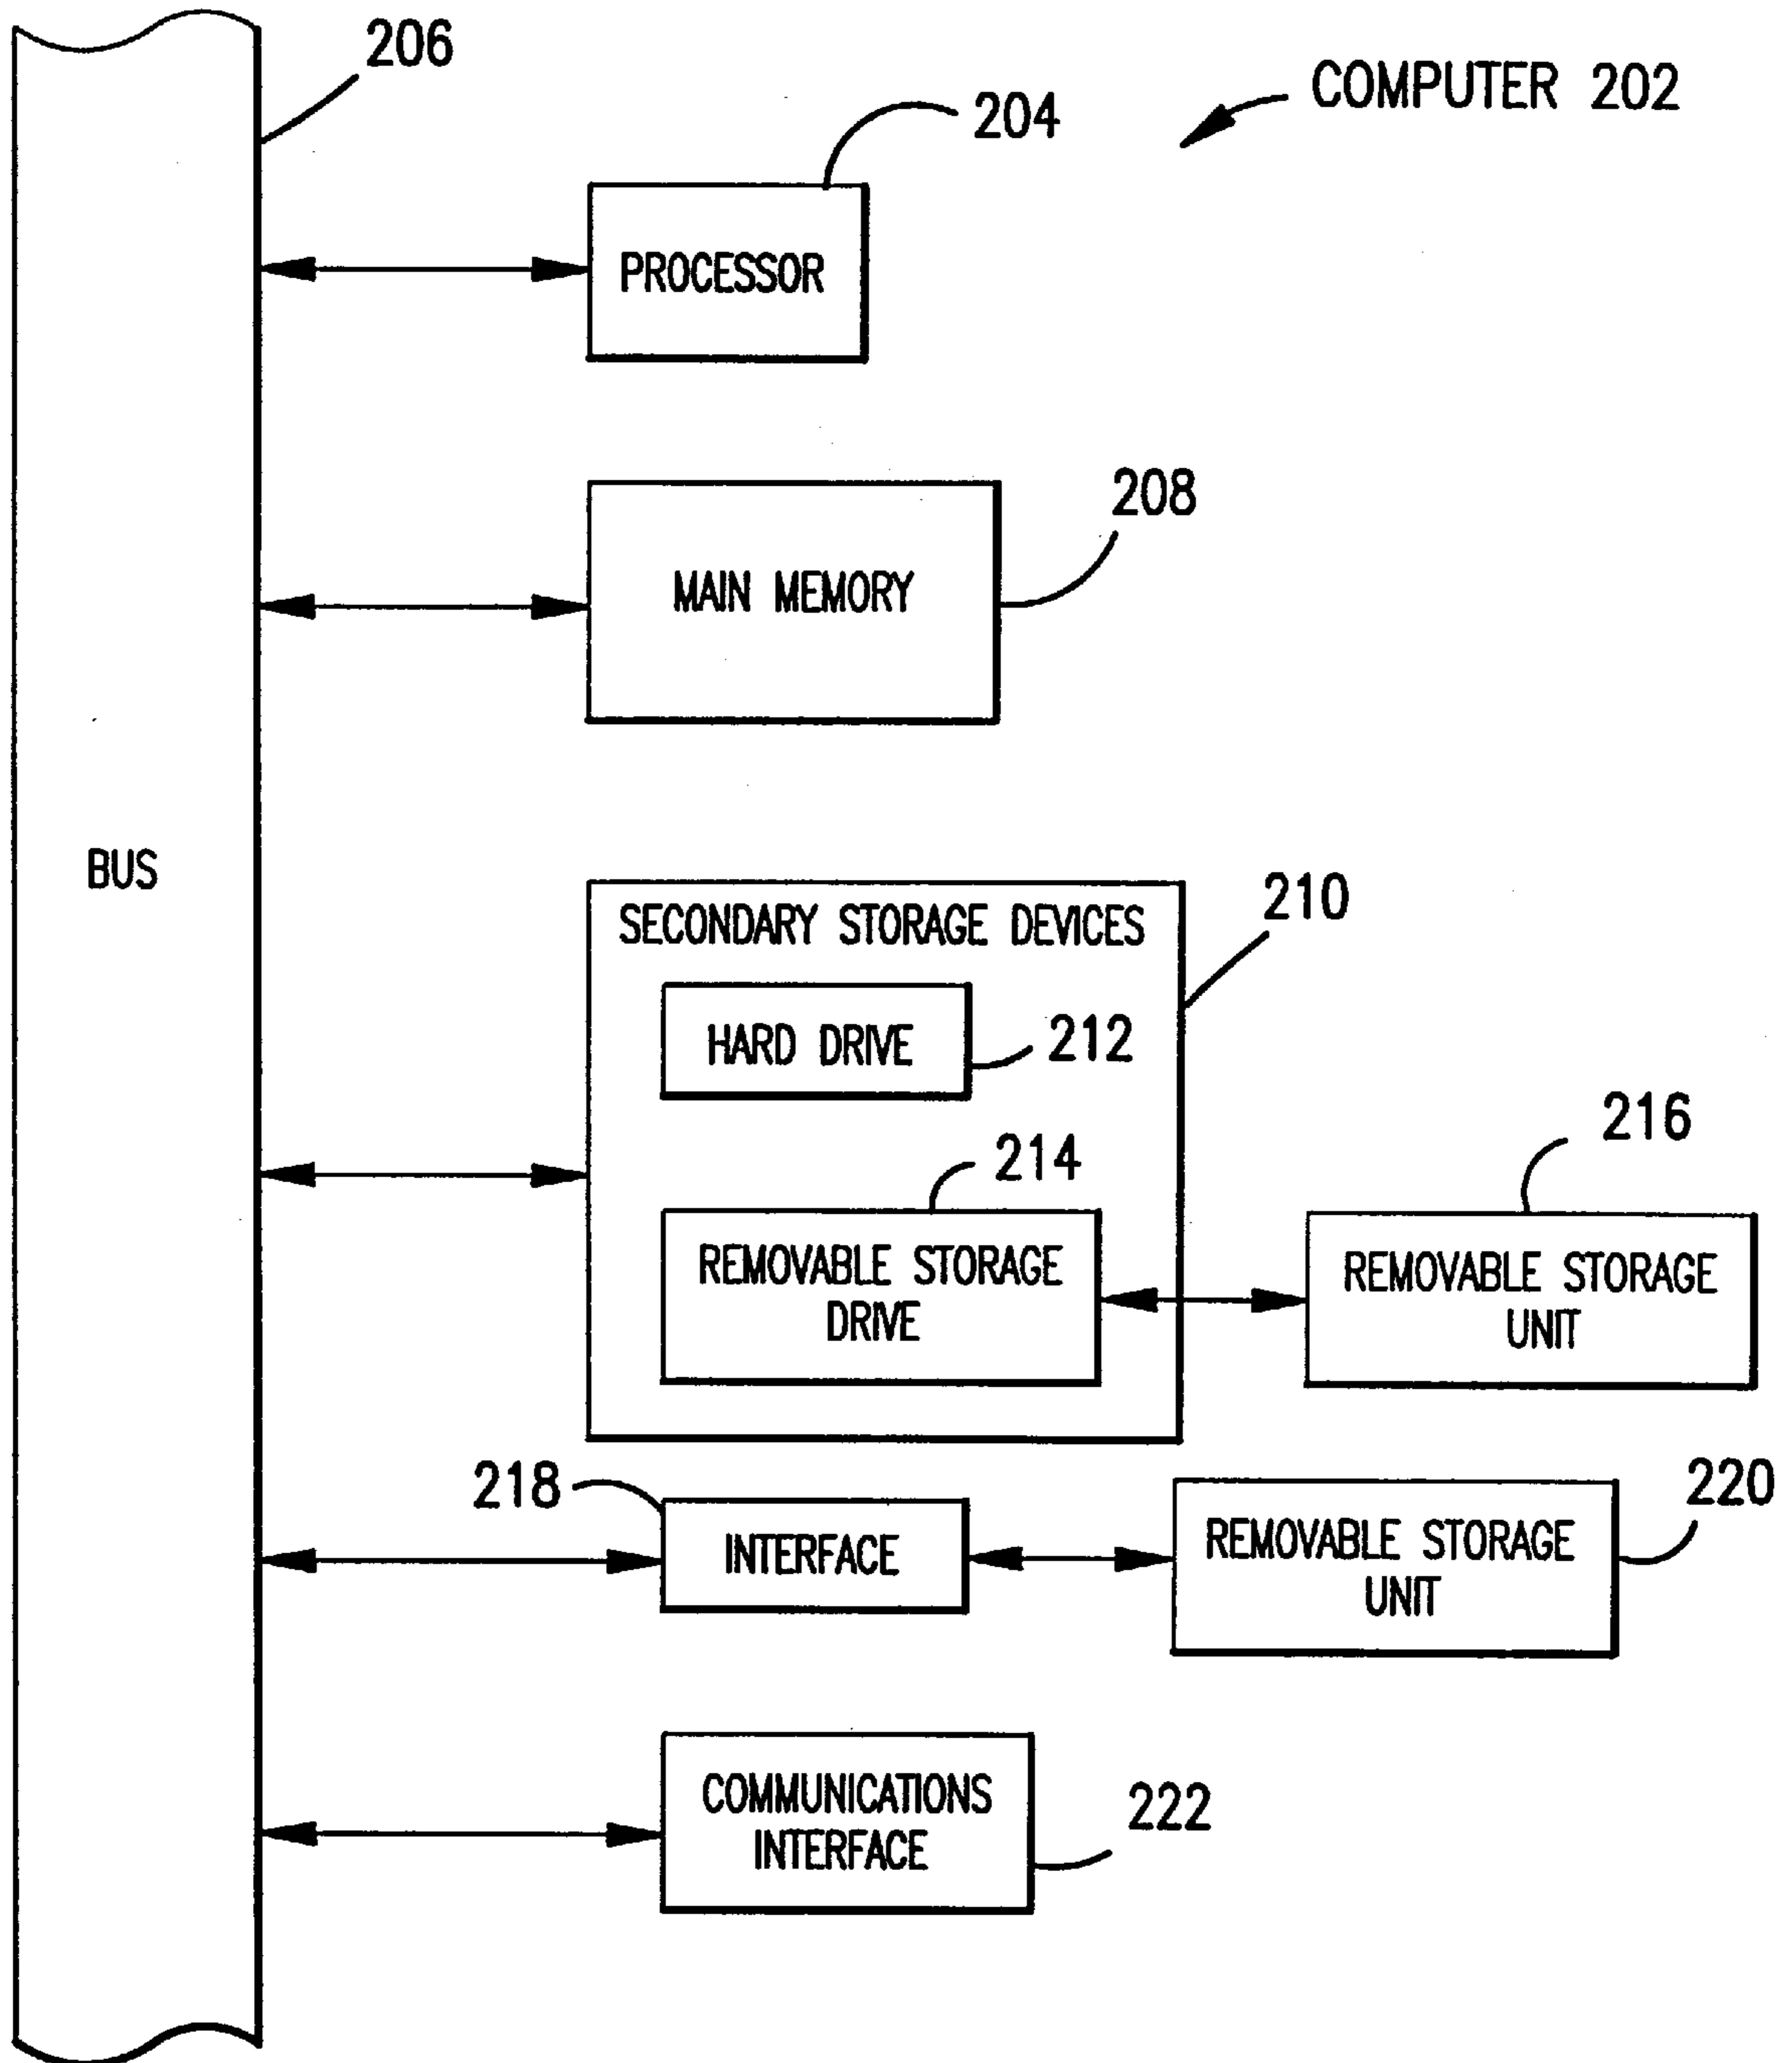 206
COMPUTER 202
204
PROCESSOR
208
MAIN MEMORY
BUS
210
SECONDARY STORAGE DEVICES
HARD DRIVE
212
214
216
REMOVABLE STORAGE
DRIVE
REMOVABLE STORAGE
UNIT
218
INTERFACE
220
REMOVABLE STORAGE
UNIT
COMMUNICATIONS
INTERFACE
222